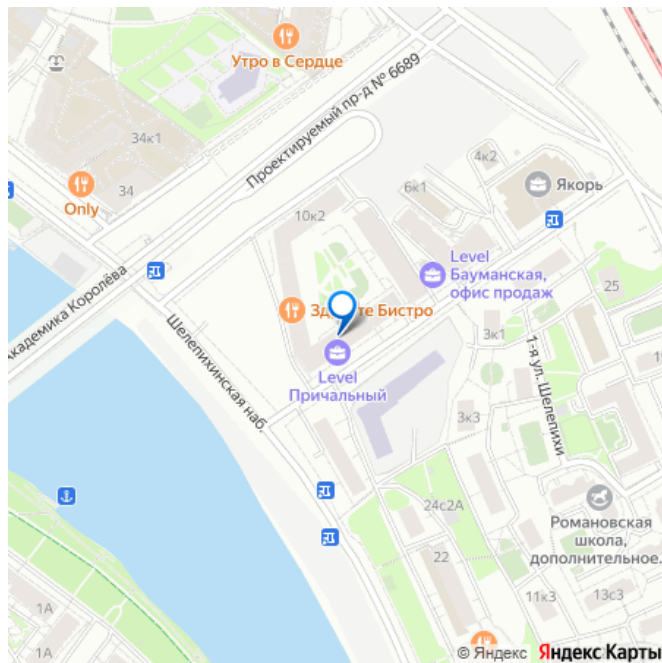 Утро в Сердце
Проектируемый пр-д № 6689
34к1
4к2
Якорь
34
Only
6к1
10к2
Level
Бауманская,
офис продаж
25
Академика Королёва
Бистро
3к1
Шелепихинская наб.
Level
Причальный
1-я ул. Шелепихи
19
3к3
24с2А
Романовская
школа,
дополнительное...
22
1А
11к3
13с3
1А
© Яндекс Яндекс Карты